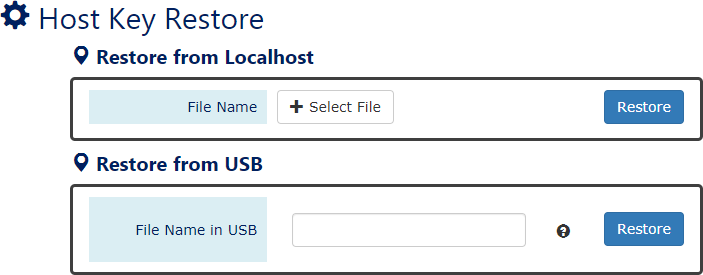 Host Key Restore
Restore from Localhost
File Name
Select File
Restore
Restore from USB
File Name in USB
Restore